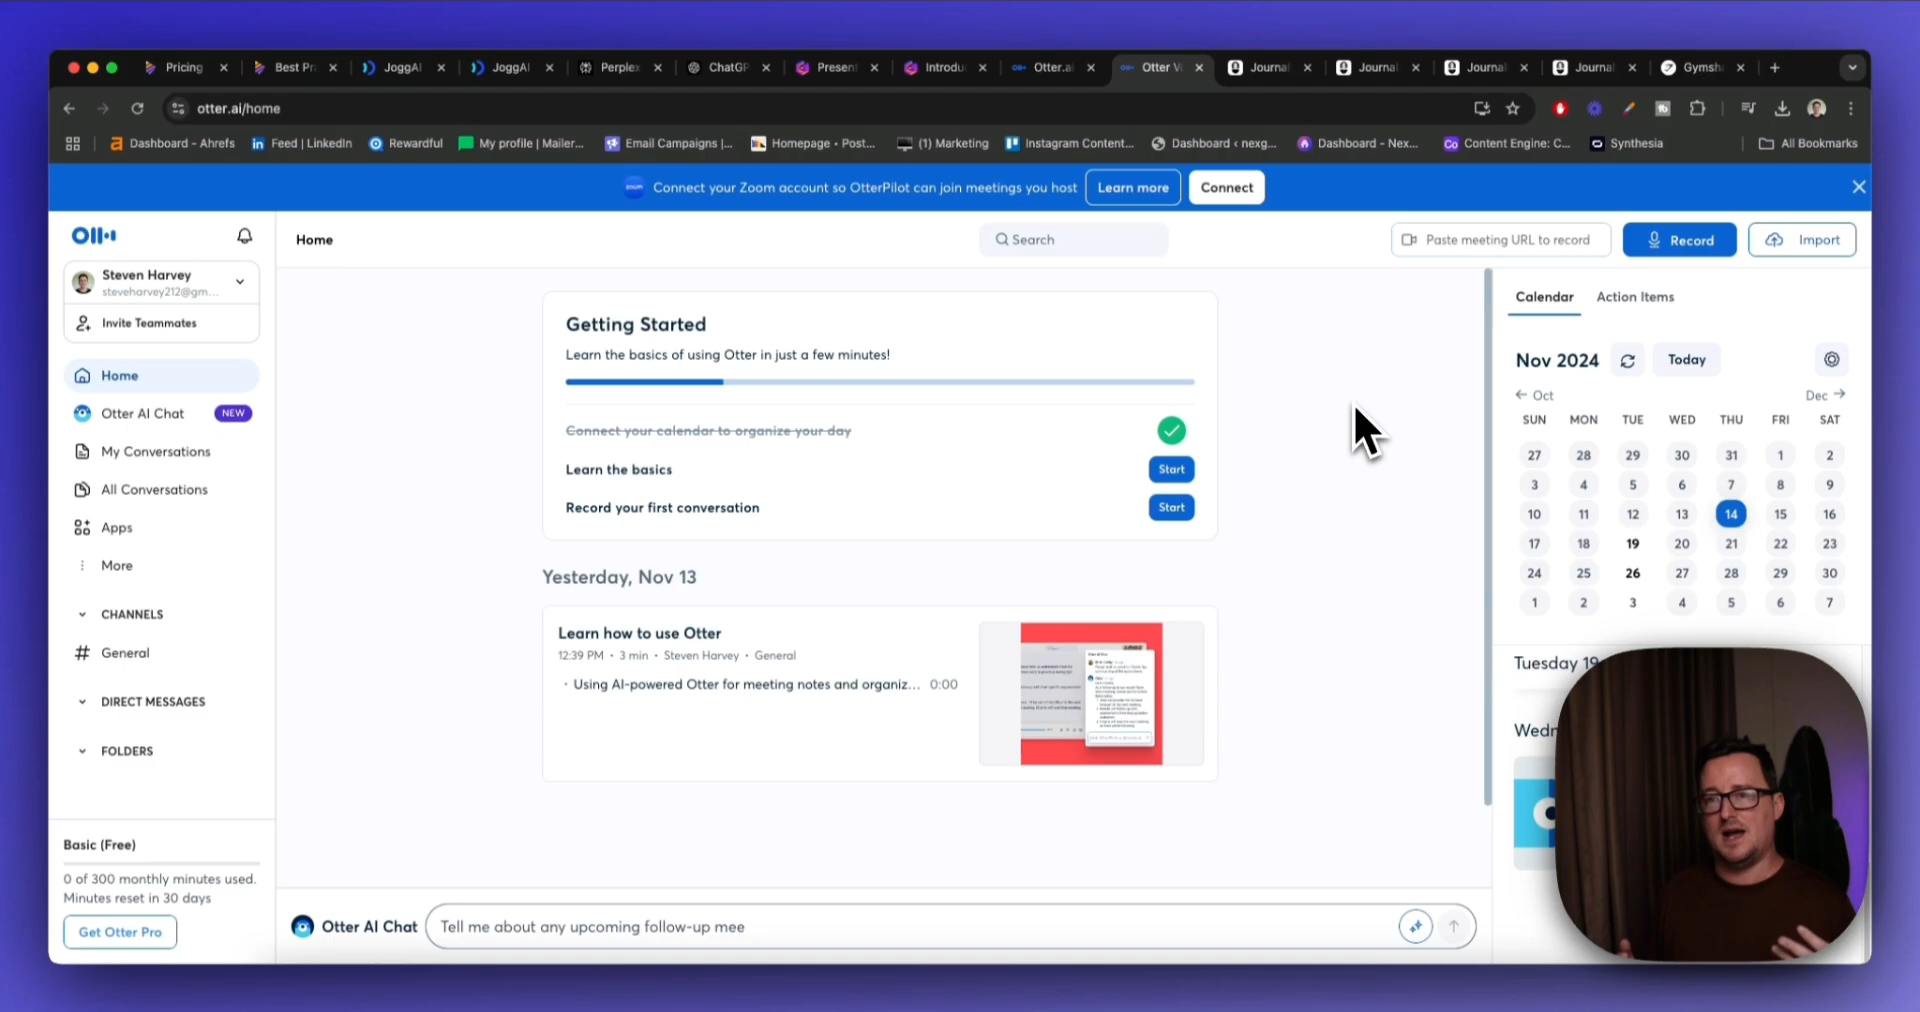 Pricing
Best Pr
JoggAI
JoggAI
Perplex
ChatGP
Present
Introdu
Otter.ai
Otter Vo
Journal
Journal
Journal
Journal
Gymsh
otter.ai/home
Dashboard - Ahrefs
Feed | LinkedIn
Rewardful
My profile | Mailer...
Email Campaigns |...
Homepage • Post...
(1) Marketing
Instagram Content...
Dashboard ‹ nexg...
Dashboard - Nex...
Content Engine: C...
Synthesia
All Bookmarks
zoom
Connect your Zoom account so OtterPilot can join meetings you host
Learn more
Connect
Home
Search
Paste meeting URL to record
Record
Import
Steven Harvey
steveharvey212@gm...
Invite Teammates
Home
Otter AI Chat NEW
My Conversations
All Conversations
Apps
More
CHANNELS
# General
DIRECT MESSAGES
FOLDERS
Basic (Free)
0 of 300 monthly minutes used.
Minutes reset in 30 days
Get Otter Pro
Getting Started
Learn the basics of using Otter in just a few minutes!
Connect your calendar to organize your day
Learn the basics
Start
Record your first conversation
Start
Yesterday, Nov 13
Learn how to use Otter
12:39 PM • 3 min • Steven Harvey • General
· Using AI-powered Otter for meeting notes and organiz... 0:00
Otter AI Chat
Tell me about any upcoming follow-up mee
Calendar
Action Items
Nov 2024
Today
← Oct
Dec →
SUN MON TUE WED THU FRI SAT
27 28 29 30 31 1 2
3 4 5 6 7 8 9
10 11 12 13 14 15 16
17 18 19 20 21 22 23
24 25 26 27 28 29 30
1 2 3 4 5 6 7
Tuesday 19
Wedn